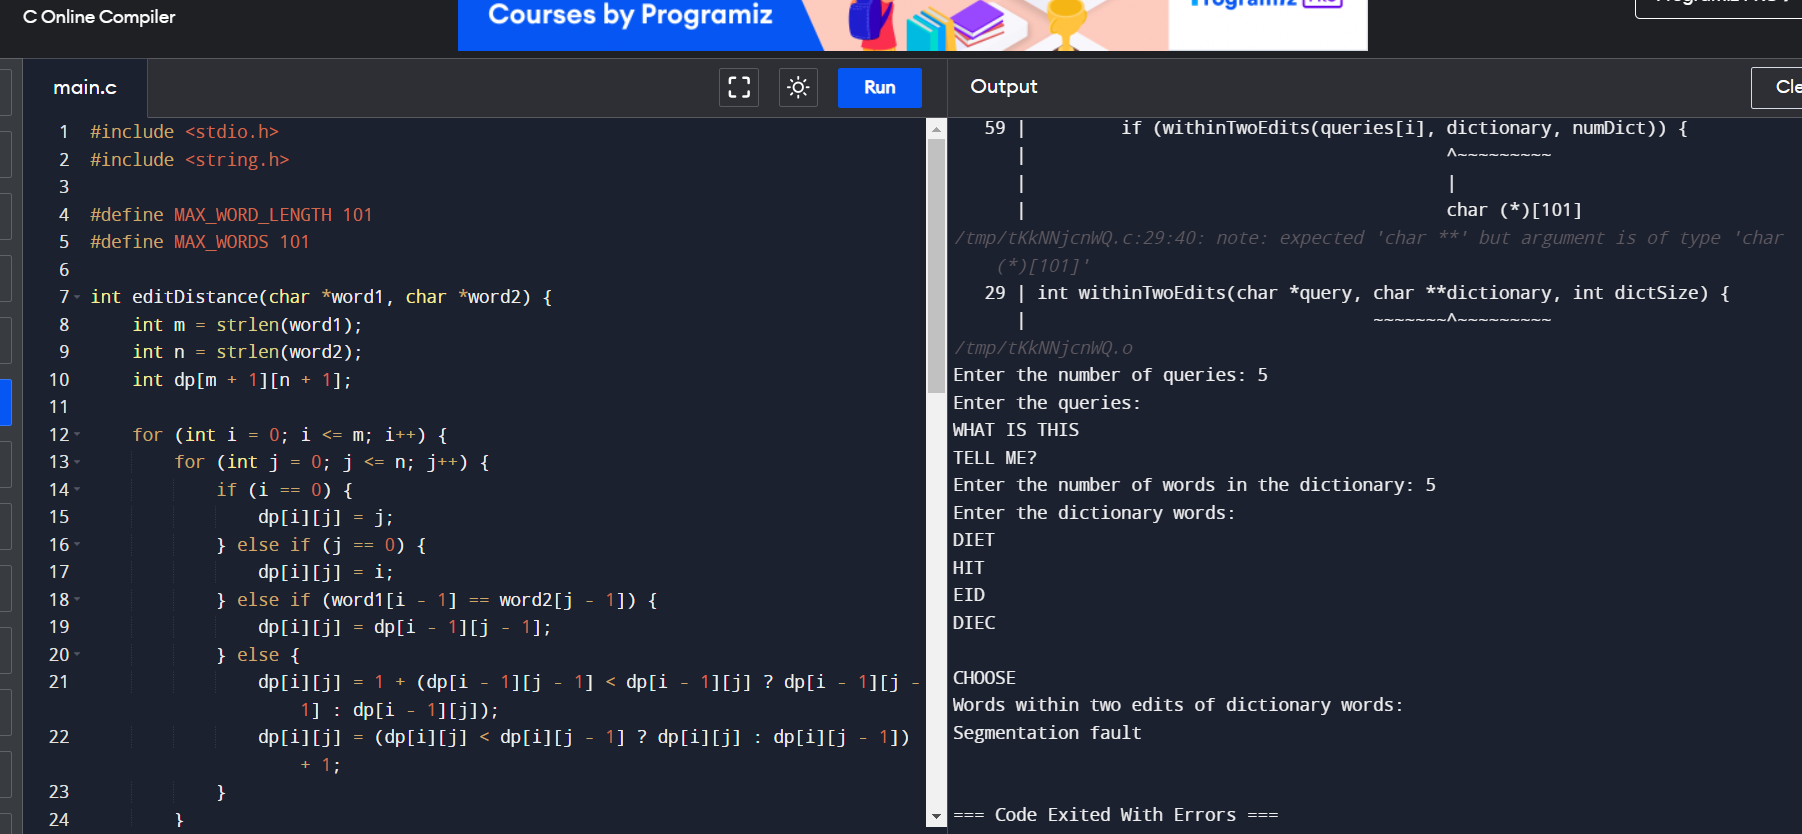 C Online Compiler
Courses by Programiz
main.c
Run
Output
1 #include <stdio.h>
2 #include <string.h>
3
4 #define MAX_WORD_LENGTH 101
5 #define MAX_WORDS 101
6
7 int editDistance(char *word1, char *word2) {
8     int m = strlen(word1);
9     int n = strlen(word2);
10     int dp[m + 1][n + 1];
11
12     for (int i = 0; i <= m; i++) {
13         for (int j = 0; j <= n; j++) {
14             if (i == 0) {
15                 dp[i][j] = j;
16             } else if (j == 0) {
17                 dp[i][j] = i;
18             } else if (word1[i - 1] == word2[j - 1]) {
19                 dp[i][j] = dp[i - 1][j - 1];
20             } else {
21                 dp[i][j] = 1 + (dp[i - 1][j - 1] < dp[i - 1][j] ? dp[i - 1][j -
1] : dp[i - 1][j]);
22                 dp[i][j] = (dp[i][j] < dp[i][j - 1] ? dp[i][j] : dp[i][j - 1])
+ 1;
23             }
24         }
59 |         if (withinTwoEdits(queries[i], dictionary, numDict)) {
|                                        ^~~~~~~~~~
|                                        |
|                                        char (*)[101]
/tmp/tKkNNjcnWQ.c:29:40: note: expected 'char **' but argument is of type 'char
(*)[101]'
29 | int withinTwoEdits(char *query, char **dictionary, int dictSize) {
|                                 ~~~~~~~^~~~~~~~~~
/tmp/tKkNNjcnWQ.o
Enter the number of queries: 5
Enter the queries:
WHAT IS THIS
TELL ME?
Enter the number of words in the dictionary: 5
Enter the dictionary words:
DIET
HIT
EID
DIEC
CHOOSE
Words within two edits of dictionary words:
Segmentation fault
=== Code Exited With Errors ===